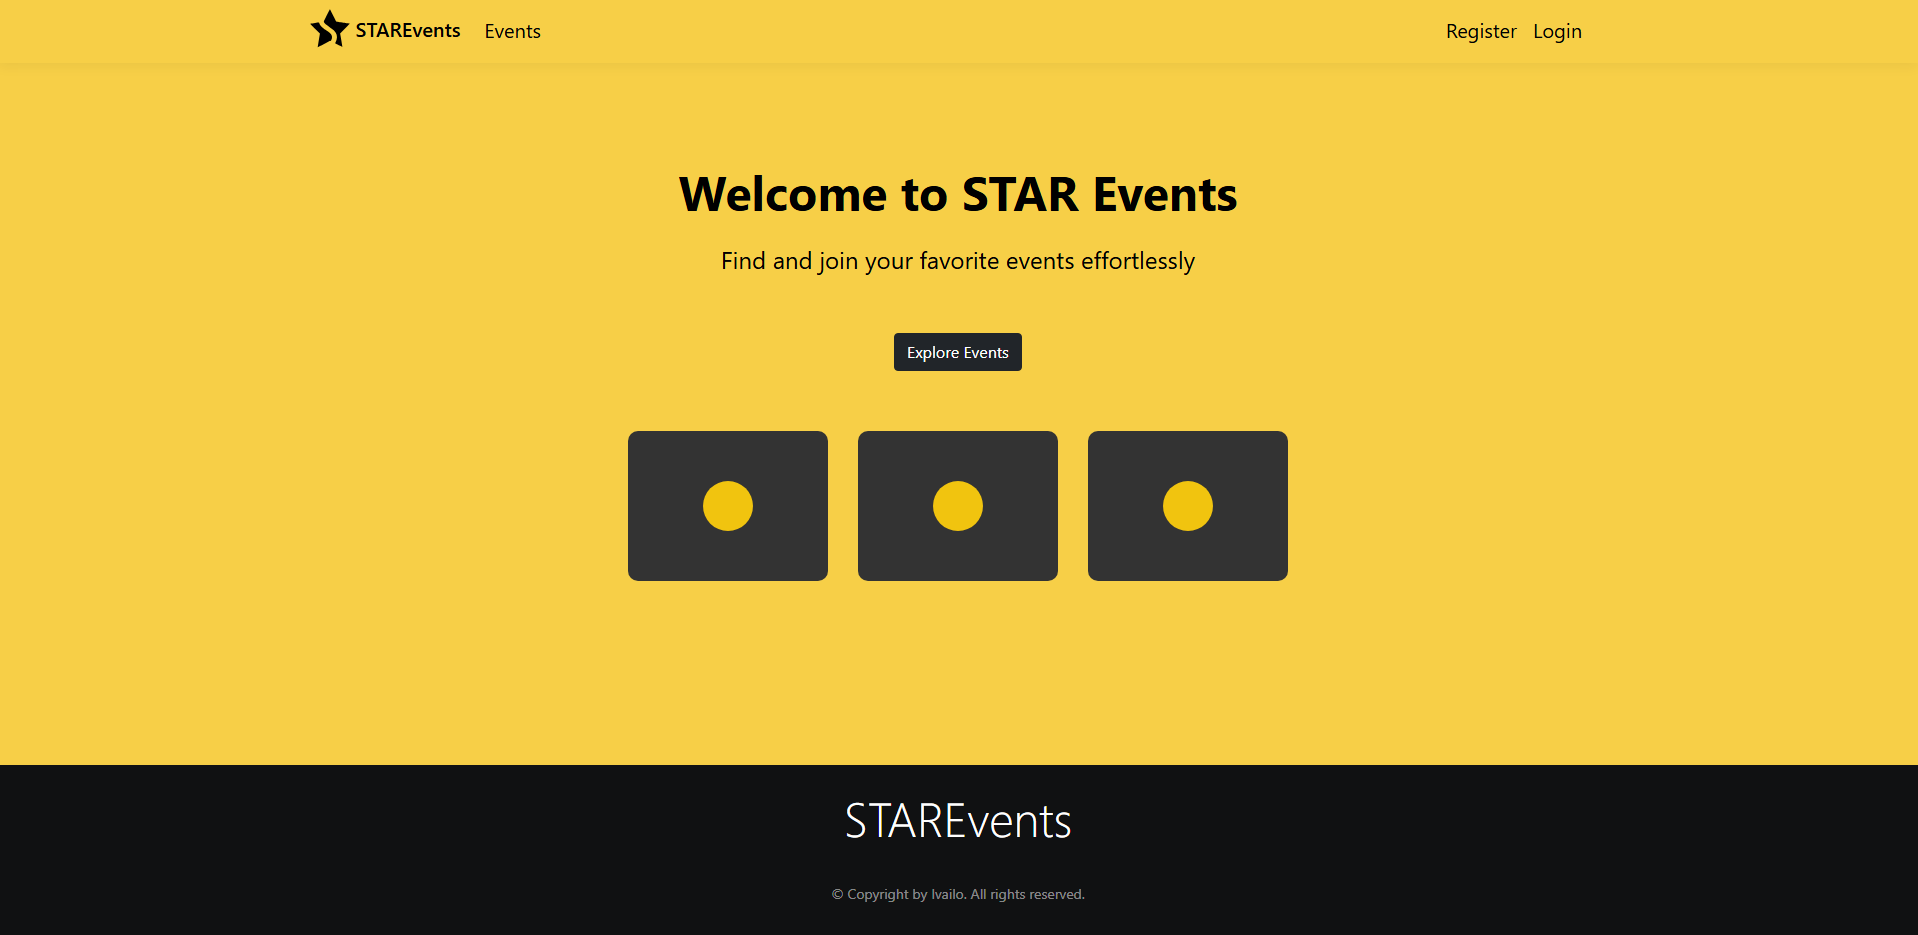 STAREvents
Events
Register
Login
Welcome to STAR Events
Find and join your favorite events effortlessly
Explore Events
STAREvents
© Copyright by Ivailo. All rights reserved.